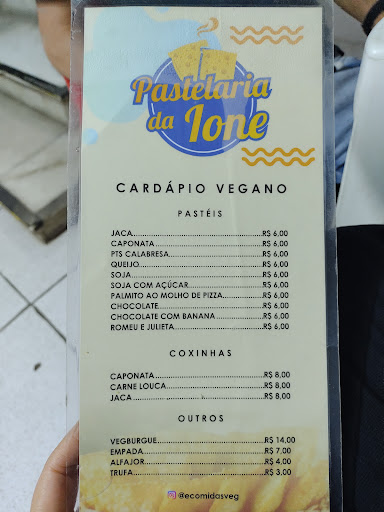 Pastelaria
da Ione
CARDÁPIO VEGANO
PASTÉIS
JACA..................................................R$ 6,00
CAPONATA.........................................R$ 6,00
PTS CALABRESA..................................R$ 6,00
QUEIJO..............................................R$ 6,00
SOJA.................................................R$ 6,00
SOJA COM AÇÚCAR............................R$ 6,00
PALMITO AO MOLHO DE PIZZA..............R$ 6,00
CHOCOLATE......................................R$ 6,00
CHOCOLATE COM BANANA..................R$ 6,00
ROMEU E JULIETA...............................R$ 6,00
COXINHAS
CAPONATA........................................R$ 8,00
CARNE LOUCA...................................R$ 8,00
JACA................................................R$ 8,00
OUTROS
VEGBURGUE......................................R$ 14,00
EMPADA...........................................R$ 7,00
ALFAJOR...........................................R$ 4,00
TRUFA...............................................R$ 3,00
@ecomidasveg